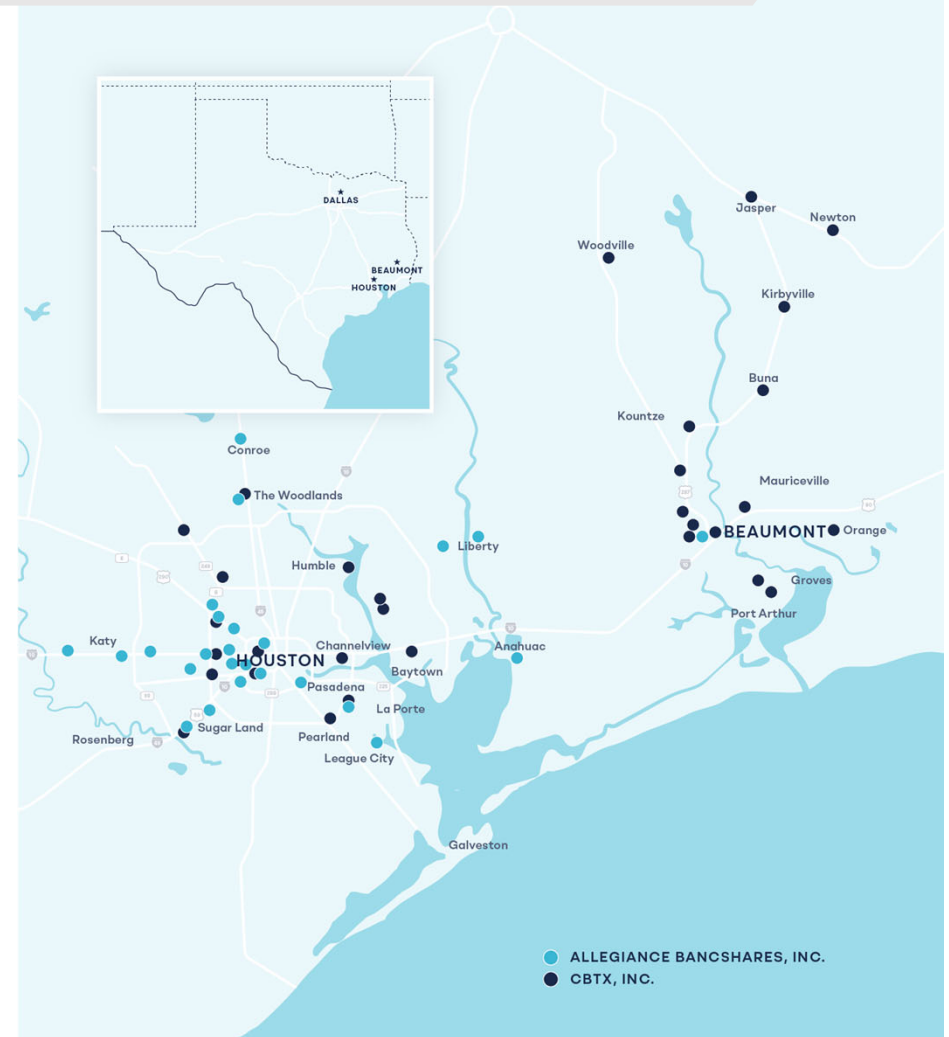 DALLAS
BEAUMONT
HOUSTON
Jasper
Newton
Woodville
Kirbyville
Buna
Kountze
Conroe
The Woodlands
Mauriceville
BEAUMONT
Orange
Liberty
Humble
Groves
Port Arthur
Katy
Channelview
Anahuac
HOUSTON
Baytown
Pasadena
La Porte
Sugar Land
Rosenberg
Pearland
League City
Galveston
ALLEGIANCE BANCSHARES, INC.
CBTX, INC.